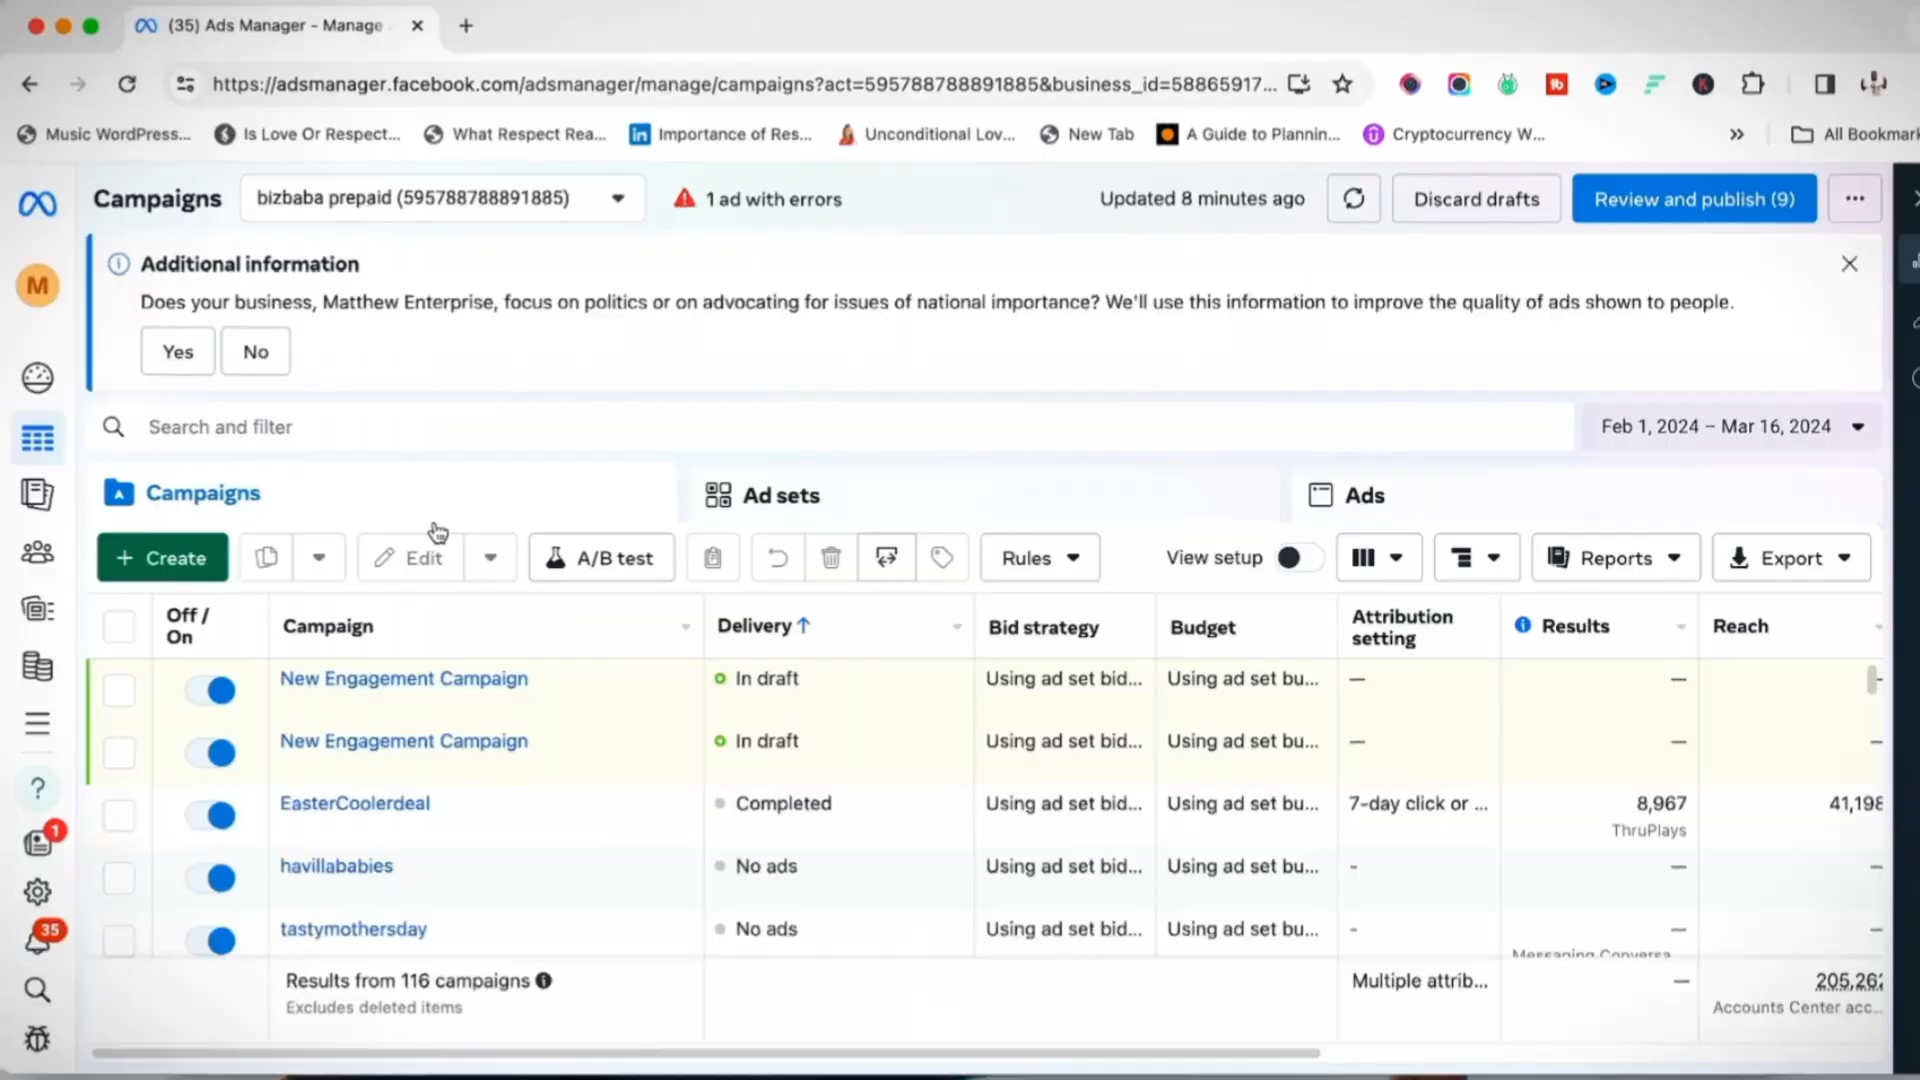 (35) Ads Manager - Manage
https://adsmanager.facebook.com/adsmanager/manage/campaigns?act=595788788891885&business_id=58865917...
Music WordPress... Is Love Or Respect... What Respect Rea... Importance of Res... Unconditional Lov... New Tab A Guide to Plannin... Cryptocurrency W... » All Bookmark
Campaigns bizbaba prepaid (595788788891885) 1 ad with errors Updated 8 minutes ago Discard drafts Review and publish (9)
M
Additional information
Does your business, Matthew Enterprise, focus on politics or on advocating for issues of national importance? We'll use this information to improve the quality of ads shown to people.
Yes No
Search and filter Feb 1, 2024 – Mar 16, 2024
Campaigns Ad sets Ads
+ Create Edit A/B test Rules View setup Reports Export
Off / On Campaign Delivery ↑ Bid strategy Budget Attribution setting Results Reach
New Engagement Campaign In draft Using ad set bid... Using ad set bu... — —
New Engagement Campaign In draft Using ad set bid... Using ad set bu... — — —
EasterCoolerdeal Completed Using ad set bid... Using ad set bu... 7-day click or ... 8,967 41,198
ThruPlays
havillababies No ads Using ad set bid... Using ad set bu... - — —
tastymothersday No ads Using ad set bid... Using ad set bu... - — —
Results from 116 campaigns Multiple attrib... — 205,262
Excludes deleted items Accounts Center acc...
?
1
35